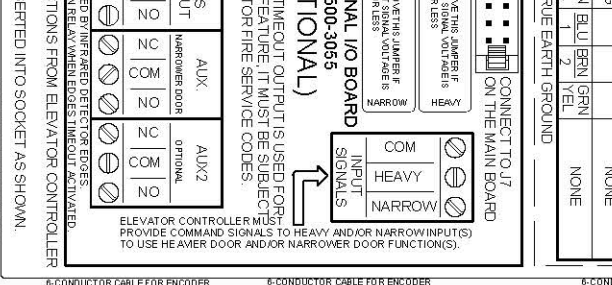 NO
NC
COM
NO
NC
COM
NO
AUX.
NARROWER DOOR
AUX2
OPTIONAL
ERTED INTO SOCKET AS SHOWN.
TIONS FROM ELEVATOR CONTROLLER
ED BY INFRARED DETECTOR EDGES.
N RELAY WHEN EDGES TIMEOUT ACTIVATED.
TIMEOUT OUTPUT IS USED FOR
FEATURE, IT MUST BE SUBJECT
TOR FIRE SERVICE CODES.
NAL I/O BOARD
500-3055
TIONAL)
VE THIS JUMPER IF
SIGNAL VOLTAGE IS
R LESS
NARROW
VE THIS JUMPER IF
SIGNAL VOLTAGE IS
R LESS
HEAVY
CONNECT TO J7
ON THE MAIN BOARD
INPUT
SIGNALS
COM
HEAVY
NARROW
ELEVATOR CONTROLLER MUST
PROVIDE COMMAND SIGNALS TO HEAVY AND/OR NARROW INPUT(S)
TO USE HEAVIER DOOR AND/OR NARROWER DOOR FUNCTION(S).
RUE EARTH GROUND
BLU
1
BRN
2
GRN
YEL
NONE
NONE
6-CONDUCTOR CABLE FOR ENCODER
6-CONDUCTOR CABLE FOR ENCODER
6-CON